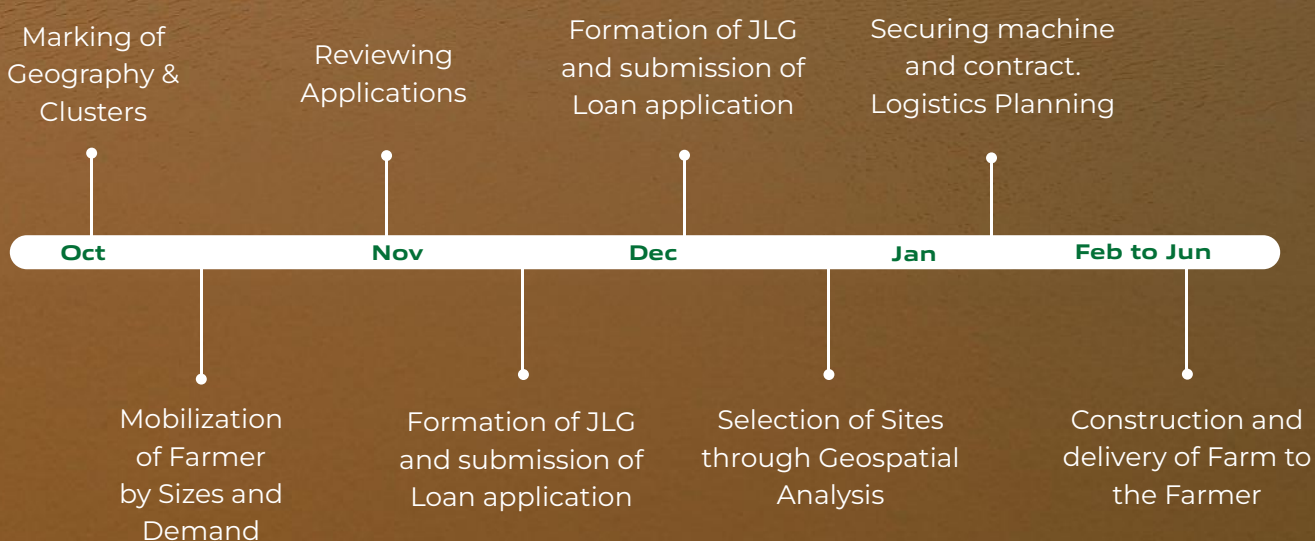 Marking of
Geography &
Clusters
Reviewing
Applications
Formation of JLG
and submission of
Loan application
Securing machine
and contract.
Logistics Planning
Oct
Nov
Dec
Jan
Feb to Jun
Mobilization
of Farmer
by Sizes and
Demand
Formation of JLG
and submission of
Loan application
Selection of Sites
through Geospatial
Analysis
Construction and
delivery of Farm to
the Farmer